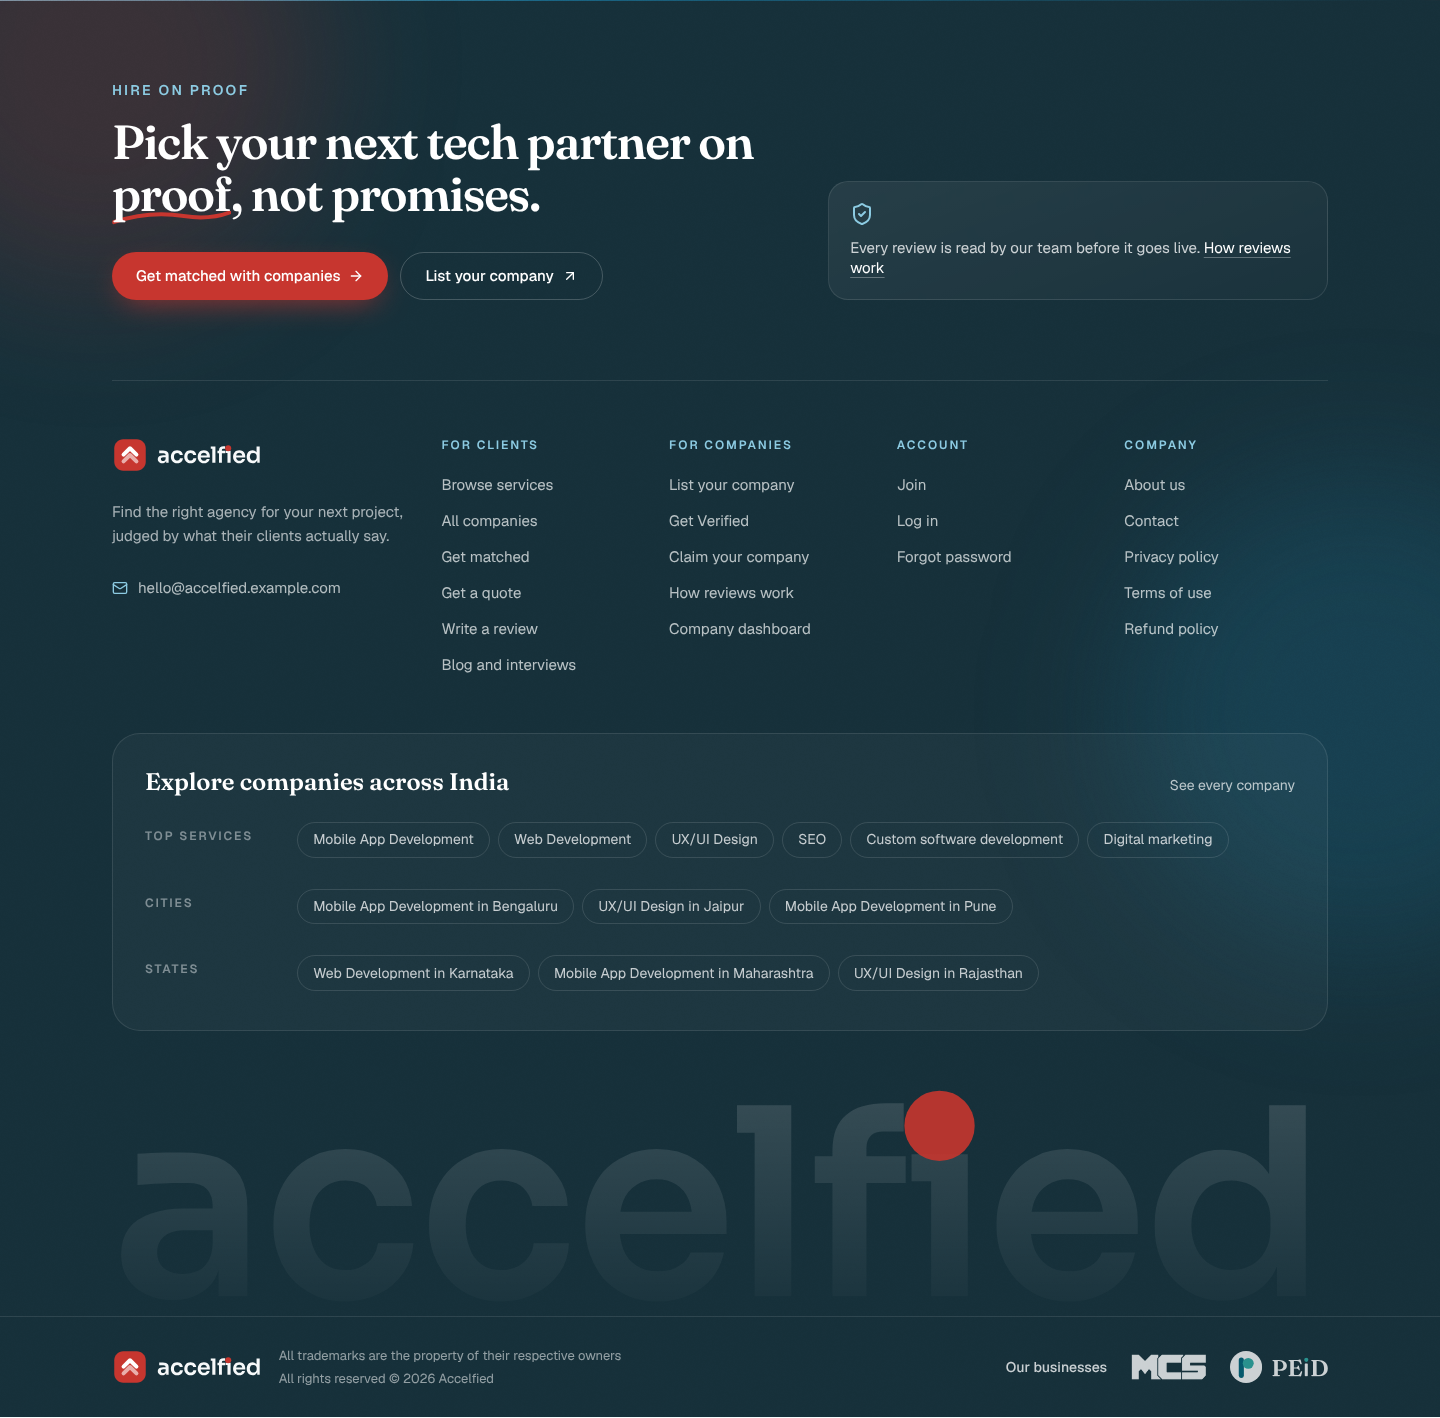 HIRE ON PROOF
Pick your next tech partner on
proof, not promises.
Get matched with companies
List your company
Every review is read by our team before it goes live. How reviews
work
accelfied
Find the right agency for your next project,
judged by what their clients actually say.
hello@accelfied.example.com
FOR CLIENTS
Browse services
All companies
Get matched
Get a quote
Write a review
Blog and interviews
FOR COMPANIES
List your company
Get Verified
Claim your company
How reviews work
Company dashboard
ACCOUNT
Join
Log in
Forgot password
COMPANY
About us
Contact
Privacy policy
Terms of use
Refund policy
Explore companies across India
See every company
TOP SERVICES
Mobile App Development
Web Development
UX/UI Design
SEO
Custom software development
Digital marketing
CITIES
Mobile App Development in Bengaluru
UX/UI Design in Jaipur
Mobile App Development in Pune
STATES
Web Development in Karnataka
Mobile App Development in Maharashtra
UX/UI Design in Rajasthan
accelfied
accelfied
All trademarks are the property of their respective owners
All rights reserved © 2026 Accelfied
Our businesses
MCS
PEiD